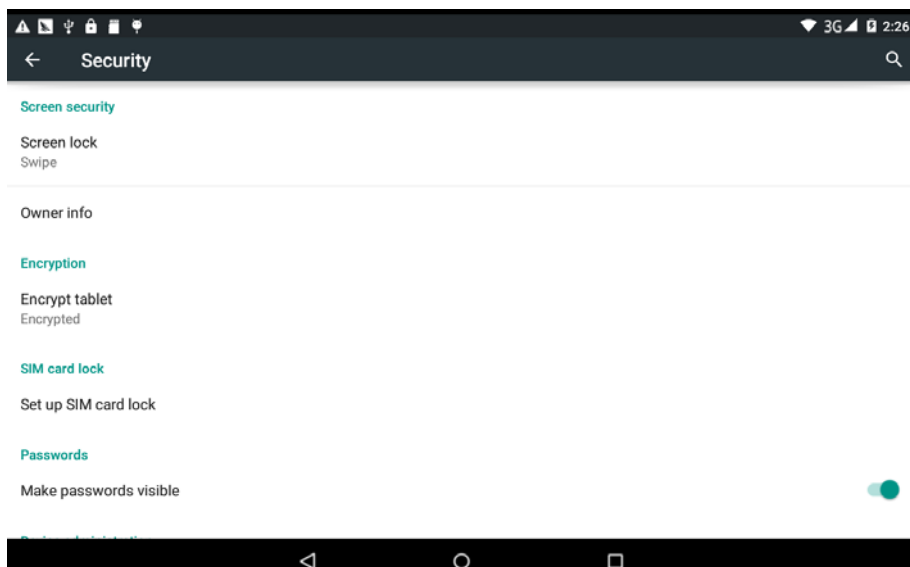 3G 2:26
Security
Screen security
Screen lock
Swipe
Owner info
Encryption
Encrypt tablet
Encrypted
SIM card lock
Set up SIM card lock
Passwords
Make passwords visible